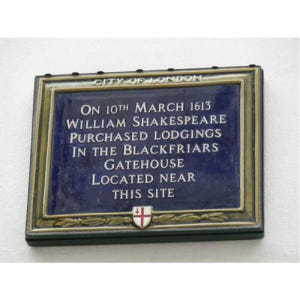 CITY OF LONDON
ON 10TH MARCH 1613
WILLIAM SHAKESPEARE
PURCHASED LODGINGS
IN THE BLACKFRIARS
GATEHOUSE
LOCATED NEAR
THIS SITE